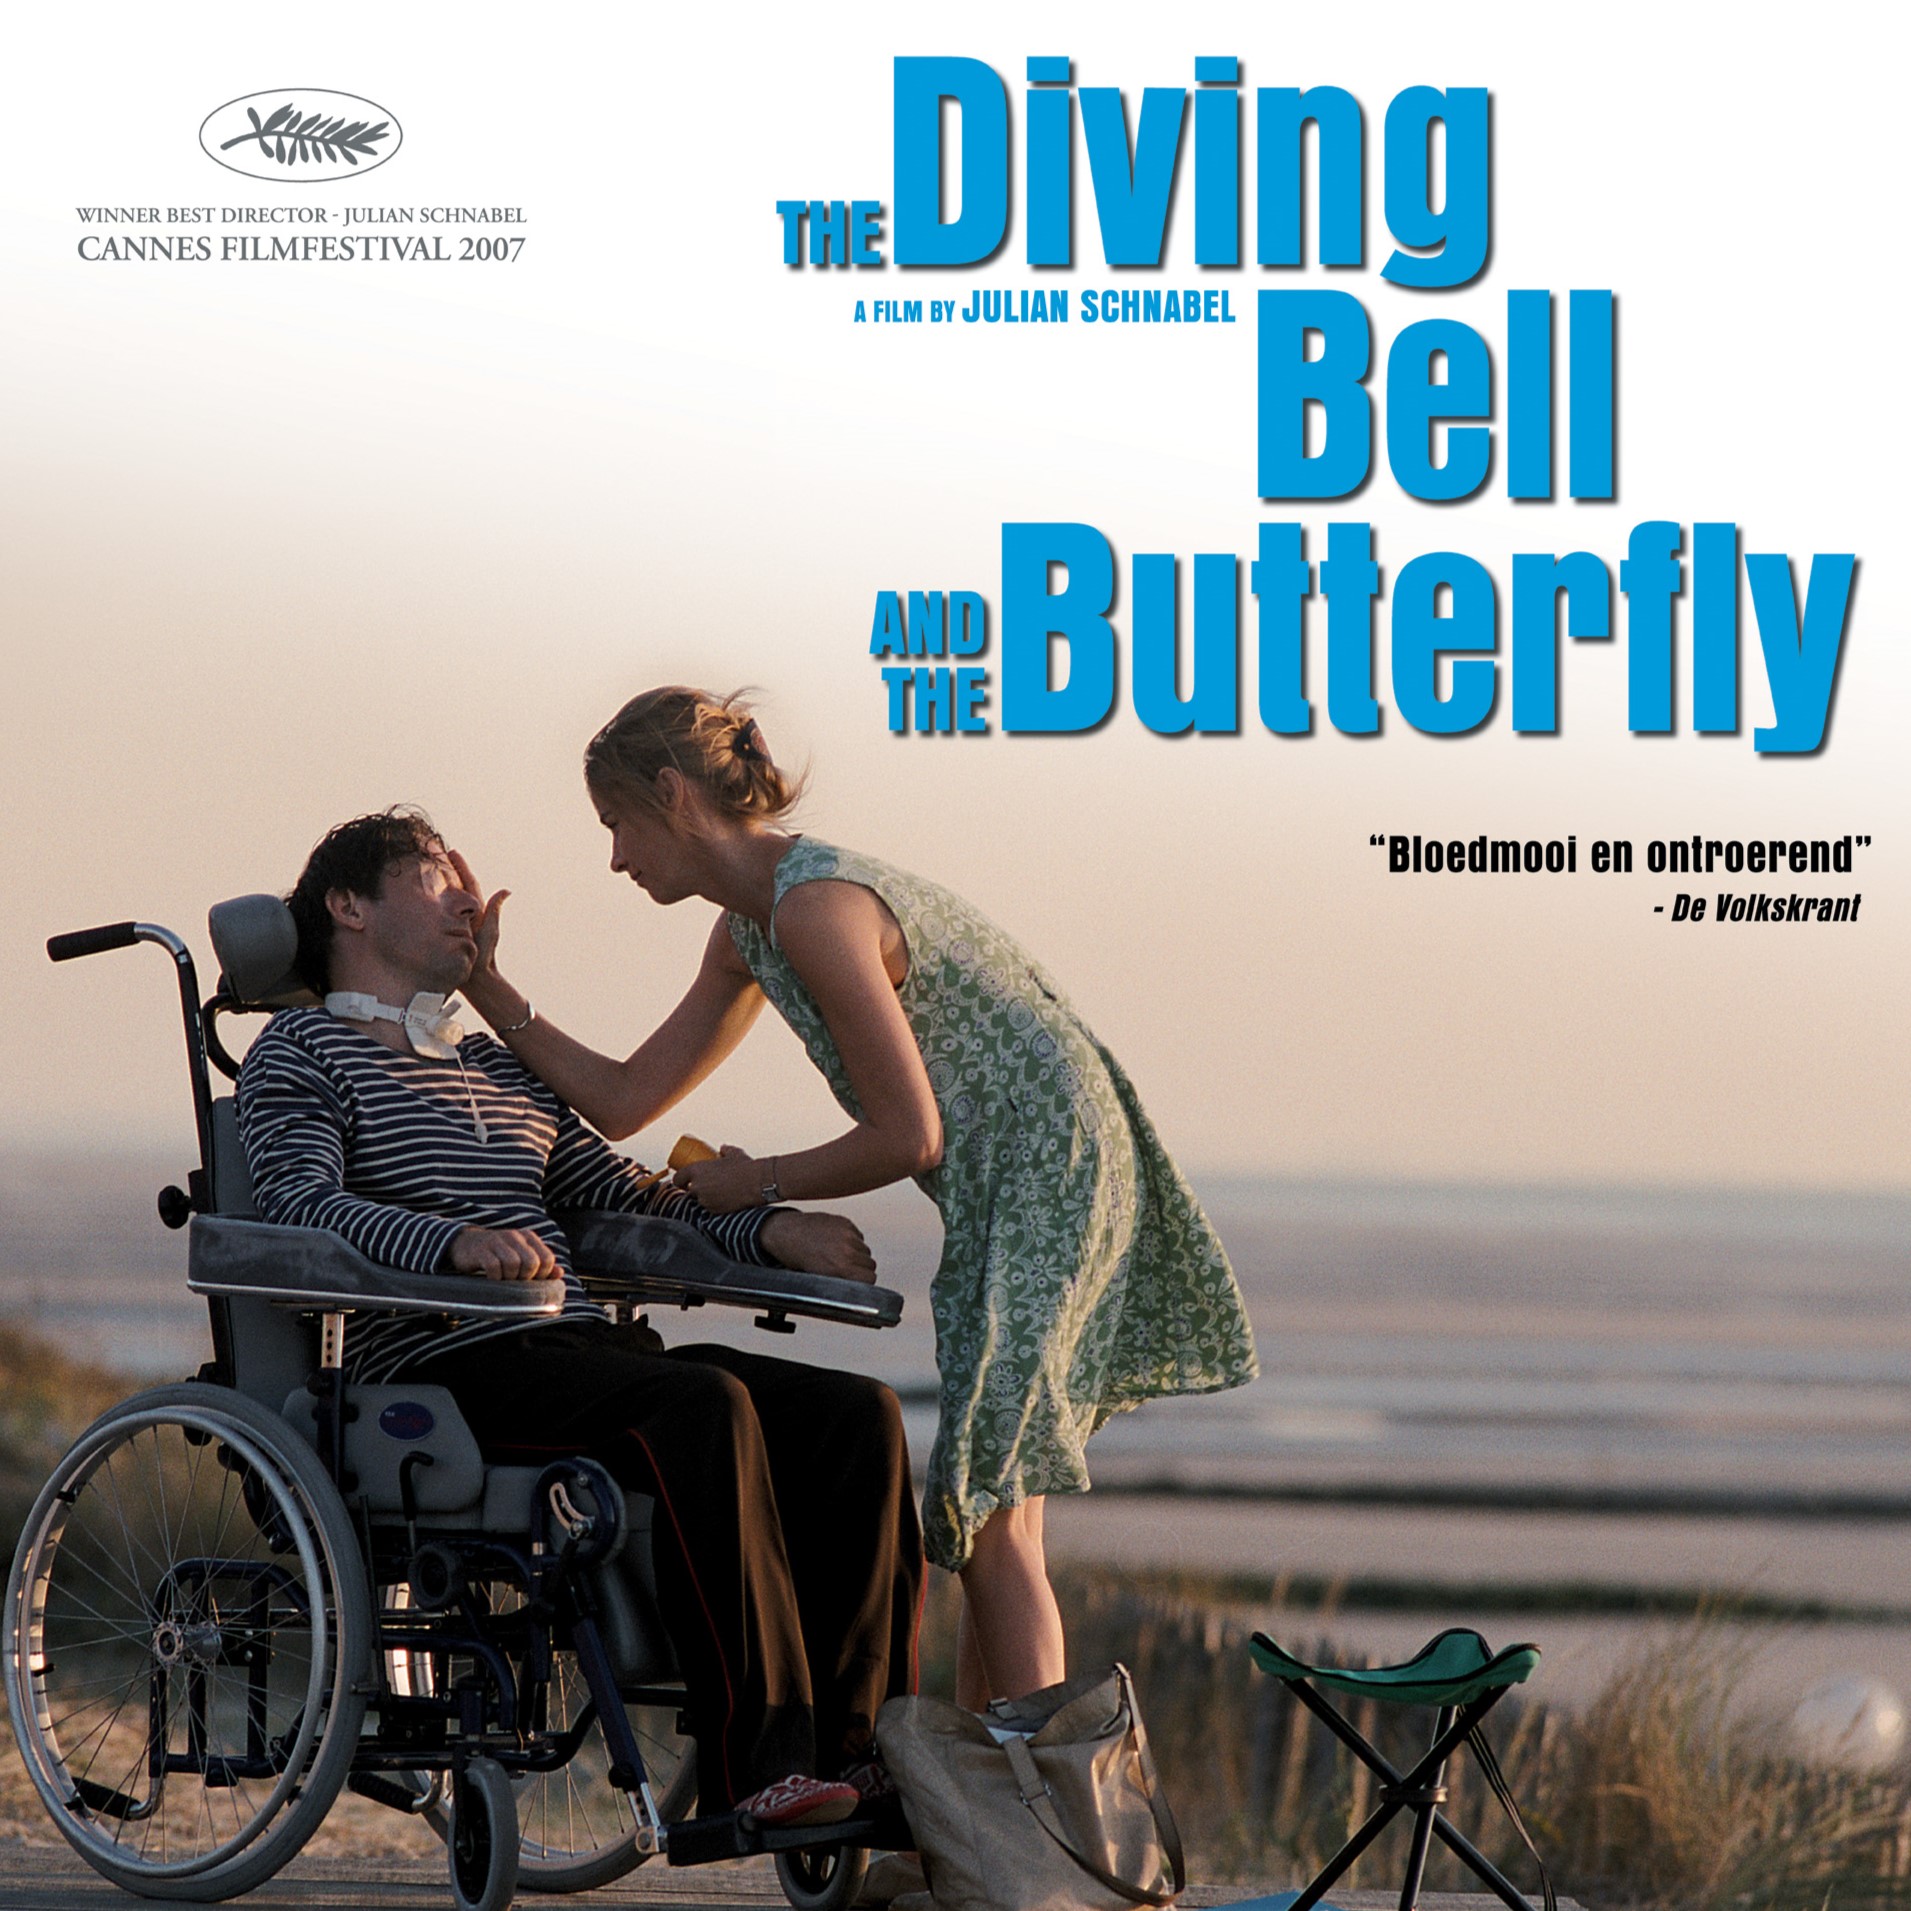 WINNER BEST DIRECTOR - JULIAN SCHNABEL
CANNES FILMFESTIVAL 2007
THE Diving
A FILM BY JULIAN SCHNABEL
Bell
AND THE Butterfly
“Bloedmooi en ontroerend”
- De Volkskrant